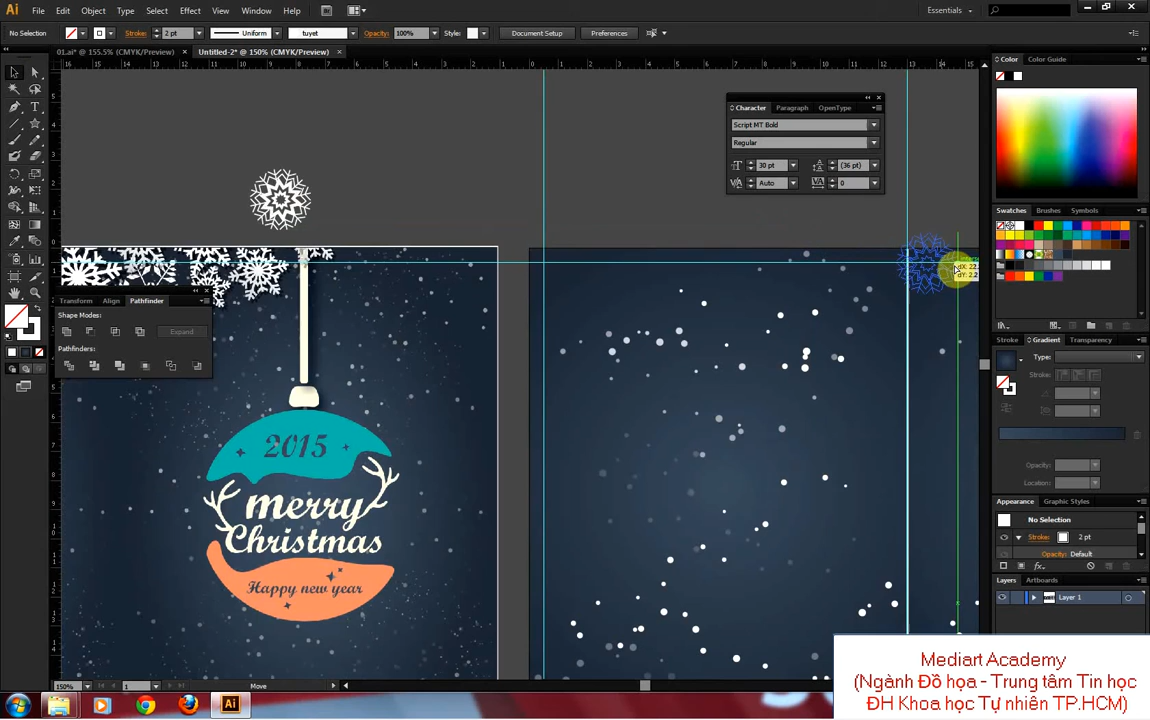 Ai File Edit Object Type Select Effect View Window Help Br Essentials
No Selection Stroke: 2 pt Uniform tuyet Opacity: 100% Style: Document Setup Preferences
01.ai* @ 155.5% (CMYK/Preview) × Untitled-2* @ 150% (CMYK/Preview) ×
Color Color Guide
Character Paragraph OpenType
Script MT Bold
Regular
30 pt (36 pt)
Auto 0
Swatches Brushes Symbols
Transform Align Pathfinder
Shape Modes:
Expand
Pathfinders:
Gradient Transparency
Type:
Stroke:
Opacity:
Location:
2015
merry
Christmas
Happy new year
Appearance Graphic Styles
No Selection
Stroke: 2 pt
Opacity: Default
Layers Artboards
Layer 1
150% 1 Move
Mediart Academy
(Ngành Đồ họa - Trung tâm Tin học
ĐH Khoa học Tự nhiên TP.HCM)